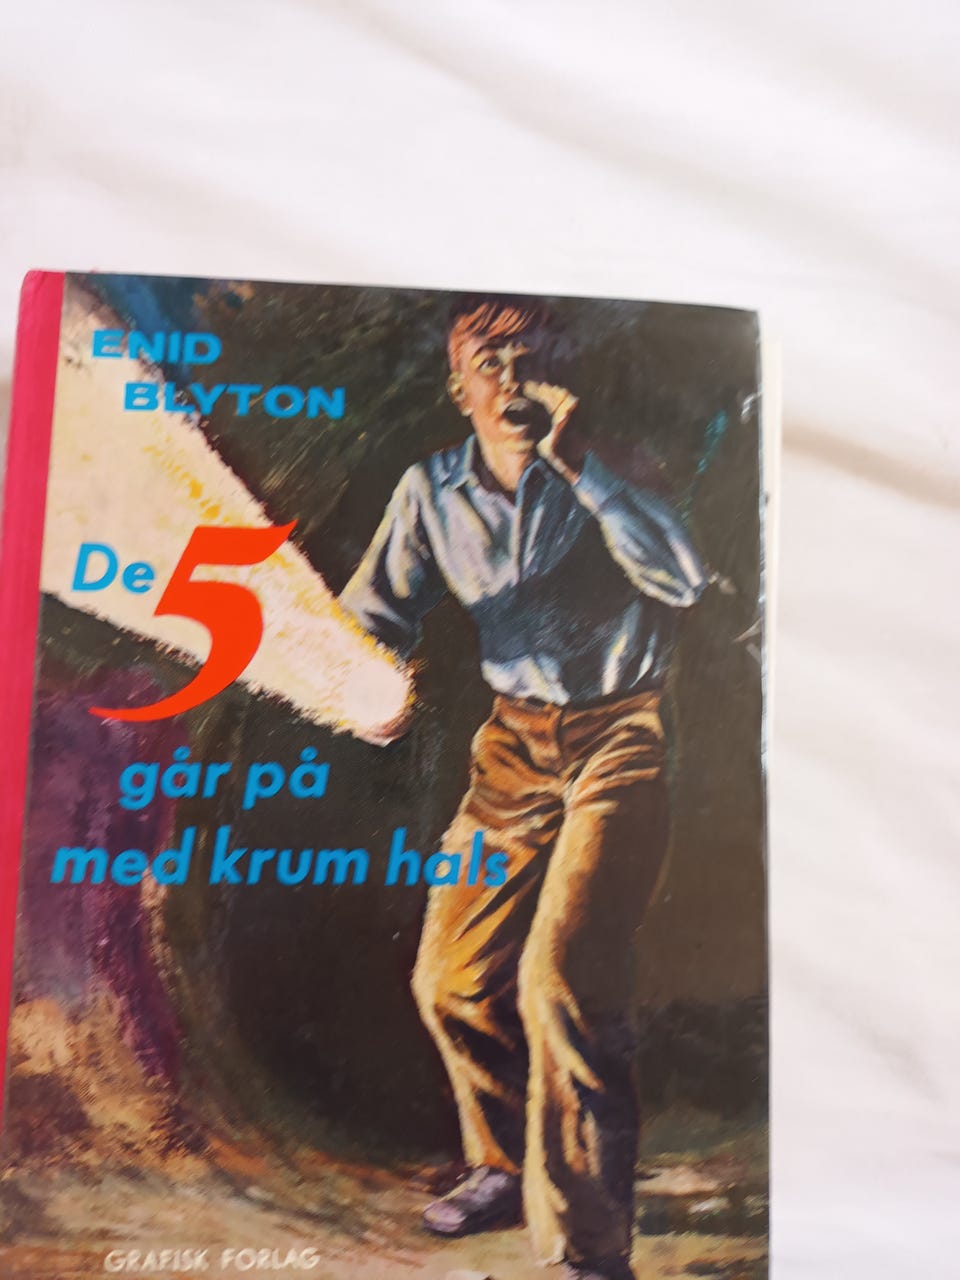 ENID
BLYTON
De 5
går på
med krum hals
GRAFISK FORLAG